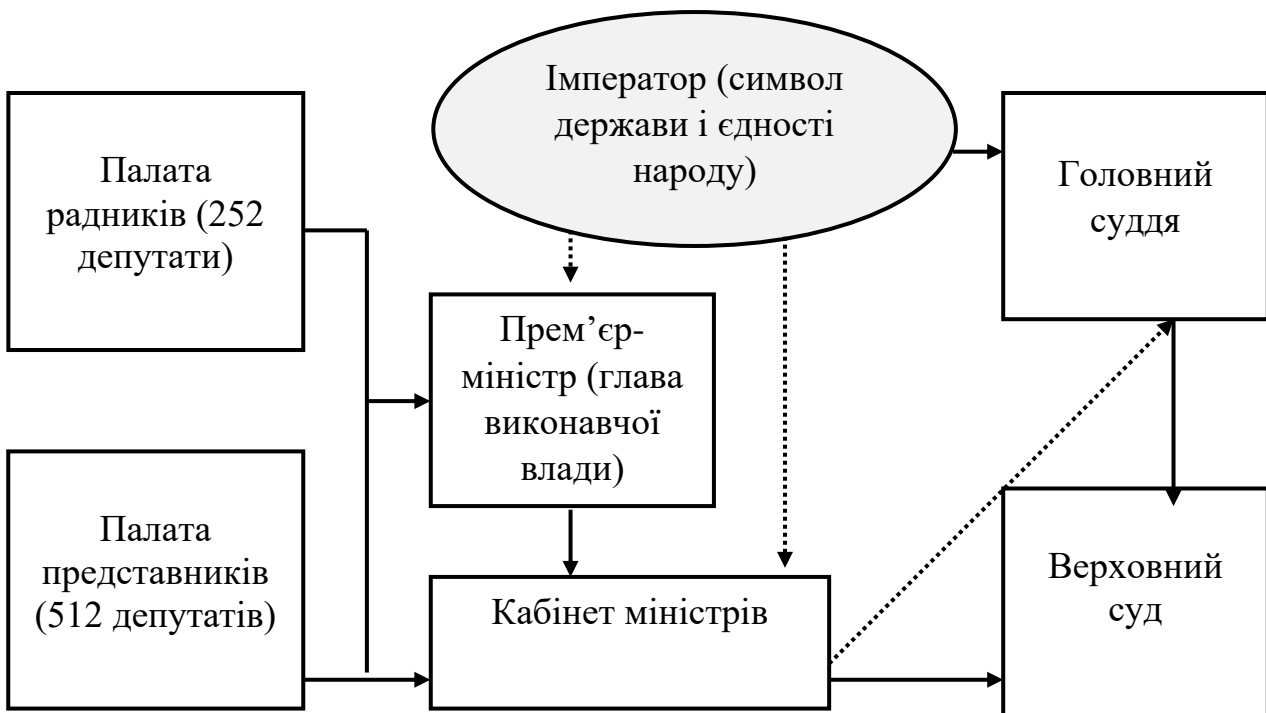 Імператор (символ
держави і єдності
народу)
Палата
радників (252
депутати)
Головний
суддя
Прем’єр-
міністр (глава
виконавчої
влади)
Палата
представників
(512 депутатів)
Кабінет міністрів
Верховний
суд